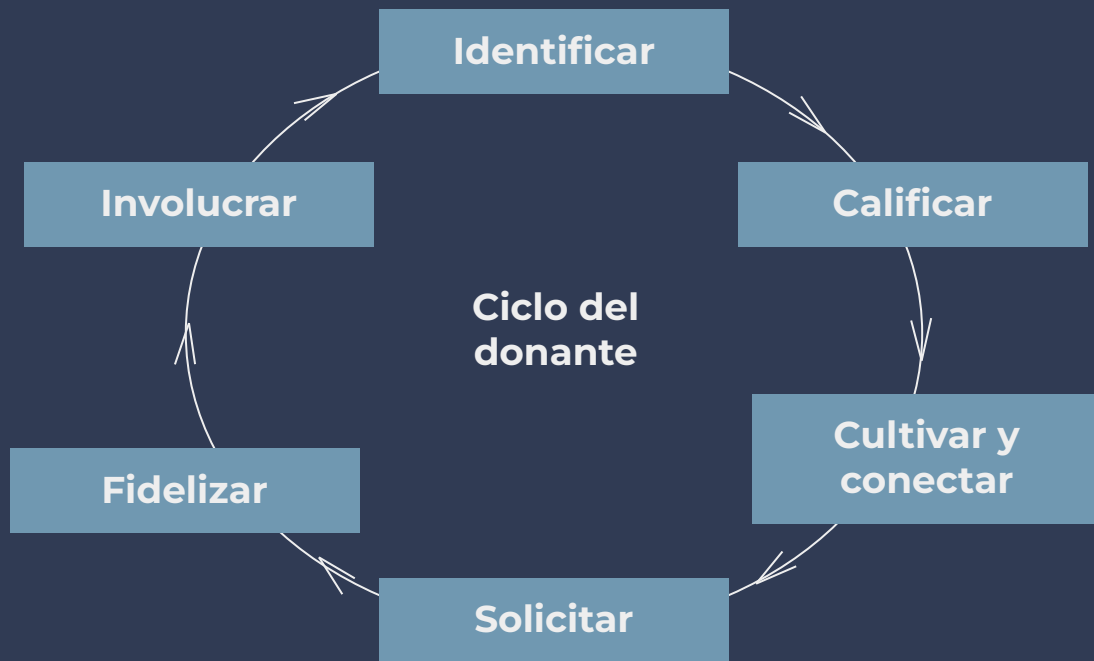 Identificar
Involucrar
Calificar
Ciclo del
donante
Cultivar y
conectar
Fidelizar
Solicitar